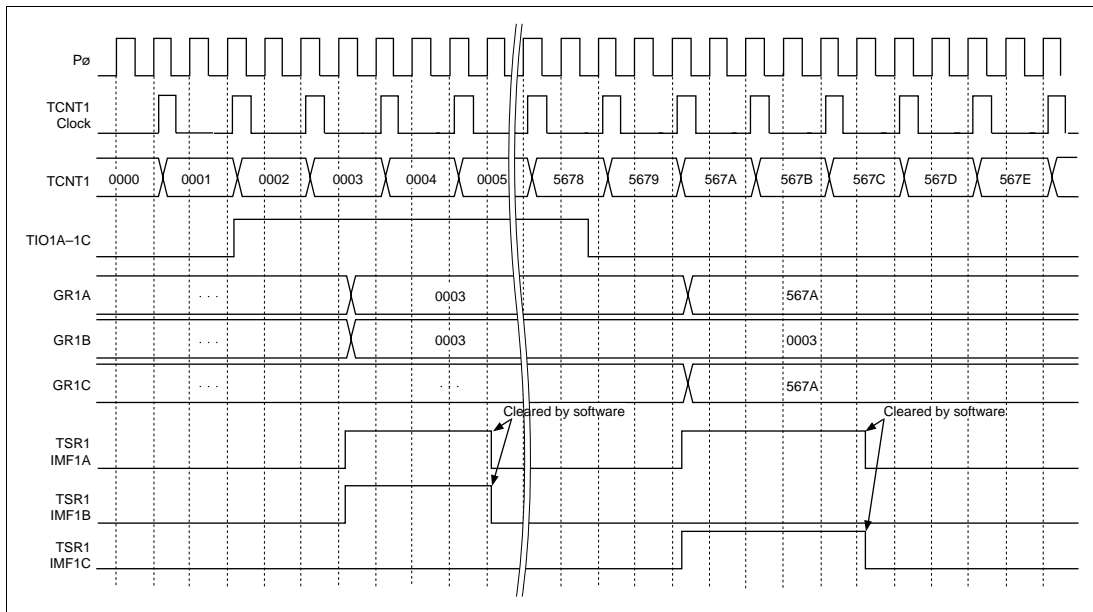 Pø
TCNT1
Clock
TCNT1 0000 0001 0002 0003 0004 0005 5678 5679 567A 567B 567C 567D 567E
TIO1A–1C
GR1A . . . 0003 567A
GR1B . . . 0003 0003
GR1C . . . . . . 567A
Cleared by software Cleared by software
TSR1
IMF1A
TSR1
IMF1B
TSR1
IMF1C